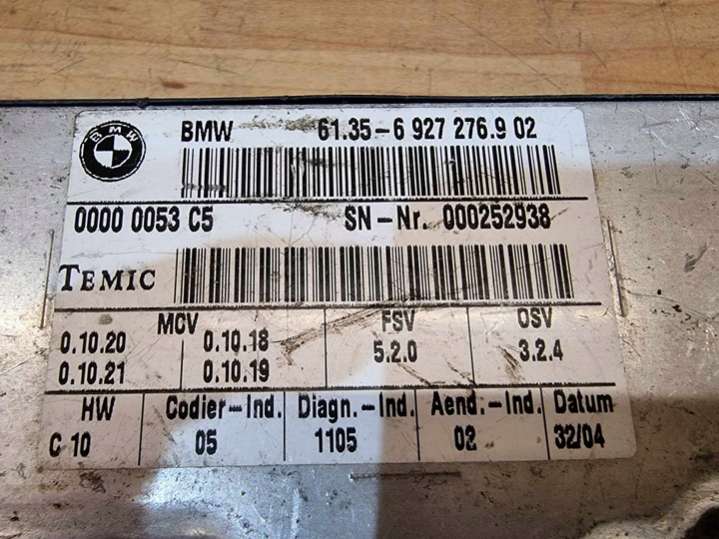 BMW
BMW 61.35-6 927 276.9 02
0000 0053 C5 SN-Nr. 000252938
TEMIC
MCV FSV OSV
0.10.20 0.10.18 5.2.0 3.2.4
0.10.21 0.10.19
HW Codier-Ind. Diagn.-Ind. Aend.-Ind. Datum
C 10 05 1105 02 32/04